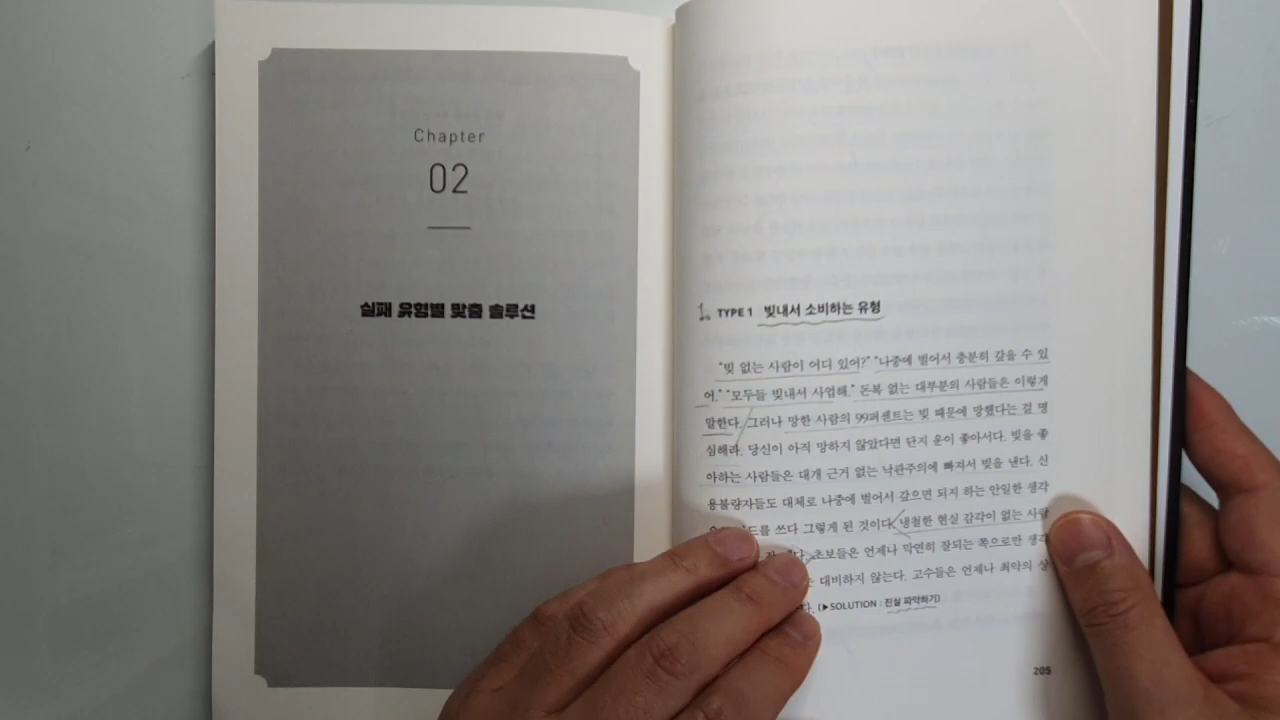 Chapter
02
실패 유형별 맞춤 솔루션
TYPE 1 빚내서 소비하는 유형
“빚 없는 사람이 어디 있어?” “나중에 벌어서 충분히 갚을 수 있
어.” “모두들 빚내서 사업해.” 돈복 없는 대부분의 사람들은 이렇게
말한다. 그러나 망한 사람의 99퍼센트는 빚 때문에 망했다는 걸 명
심해라. 당신이 아직 망하지 않았다면 단지 운이 좋아서다. 빚을 좋
아하는 사람들은 대개 근거 없는 낙관주의에 빠져서 빚을 낸다. 신
용불량자들도 대체로 나중에 벌어서 갚으면 되지 하는 안일한 생각
쓰다 그렇게 된 것이다. 냉철한 현실 감각이 없는 사람
초보들은 언제나 막연히 잘되는 쪽으로만 생각
대비하지 않는다. 고수들은 언제나 최악의 상
(▶SOLUTION : 진실 파악하기)
205